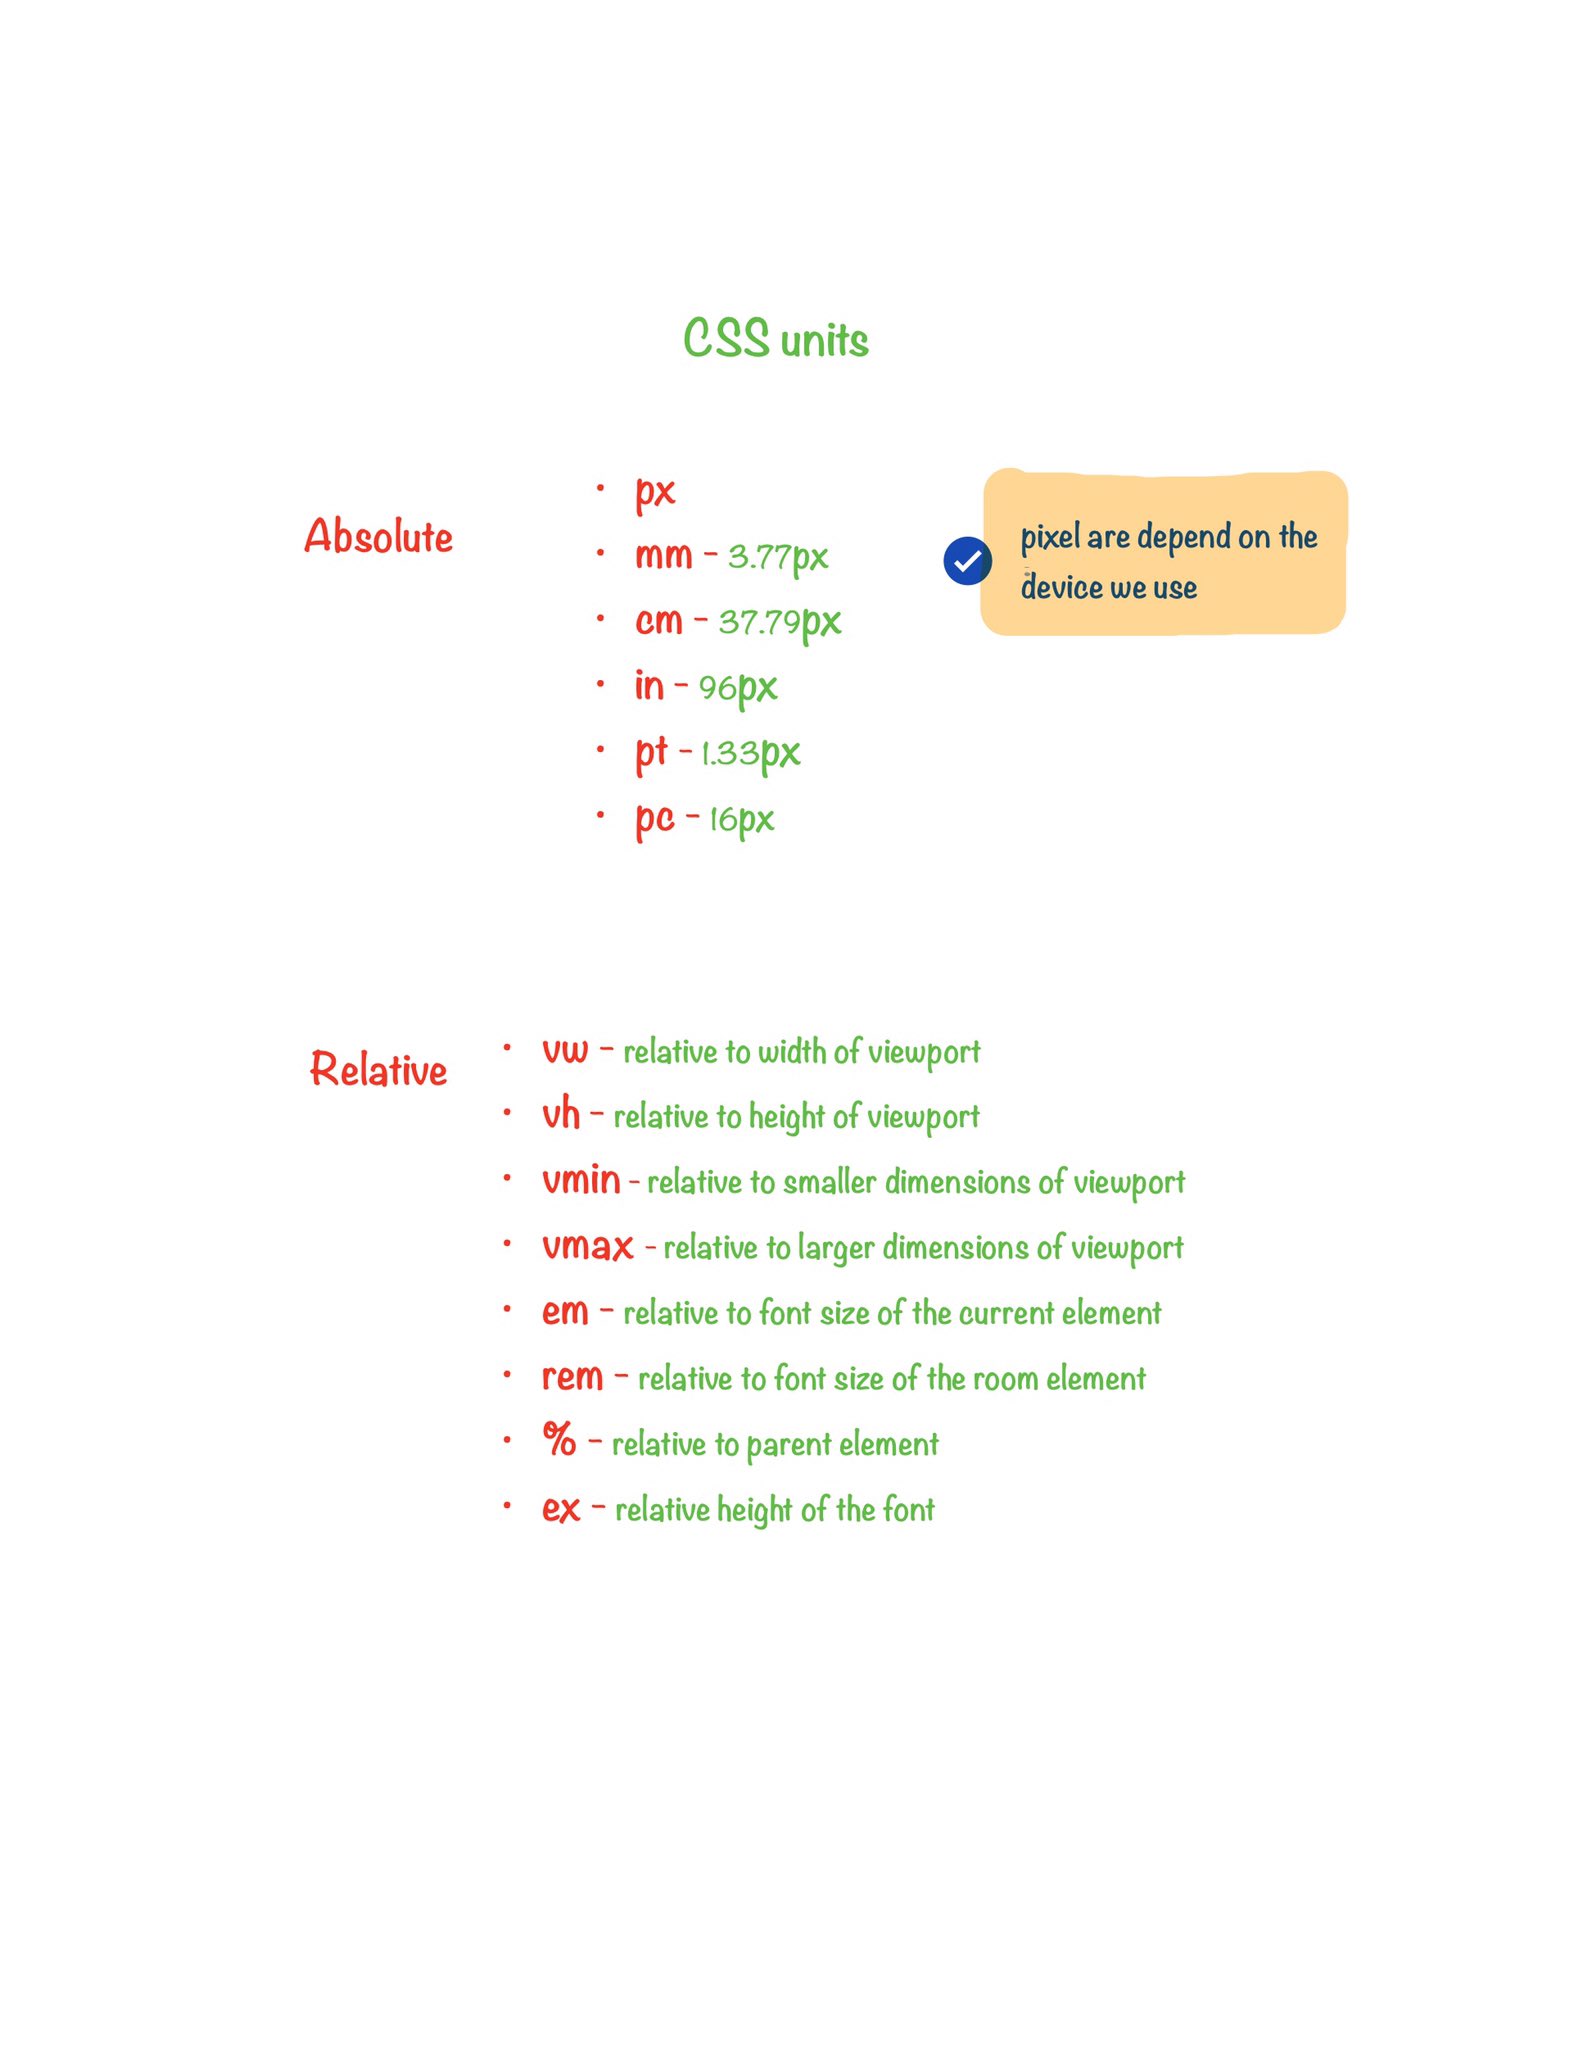 CSS units
Absolute
• px
• mm - 3.77px
• cm - 37.79px
• in - 96px
• pt - 1.33px
• pc - 16px
pixel are depend on the
device we use
Relative
• vw - relative to width of viewport
• vh - relative to height of viewport
• vmin - relative to smaller dimensions of viewport
• vmax - relative to larger dimensions of viewport
• em - relative to font size of the current element
• rem - relative to font size of the room element
• % - relative to parent element
• ex - relative height of the font